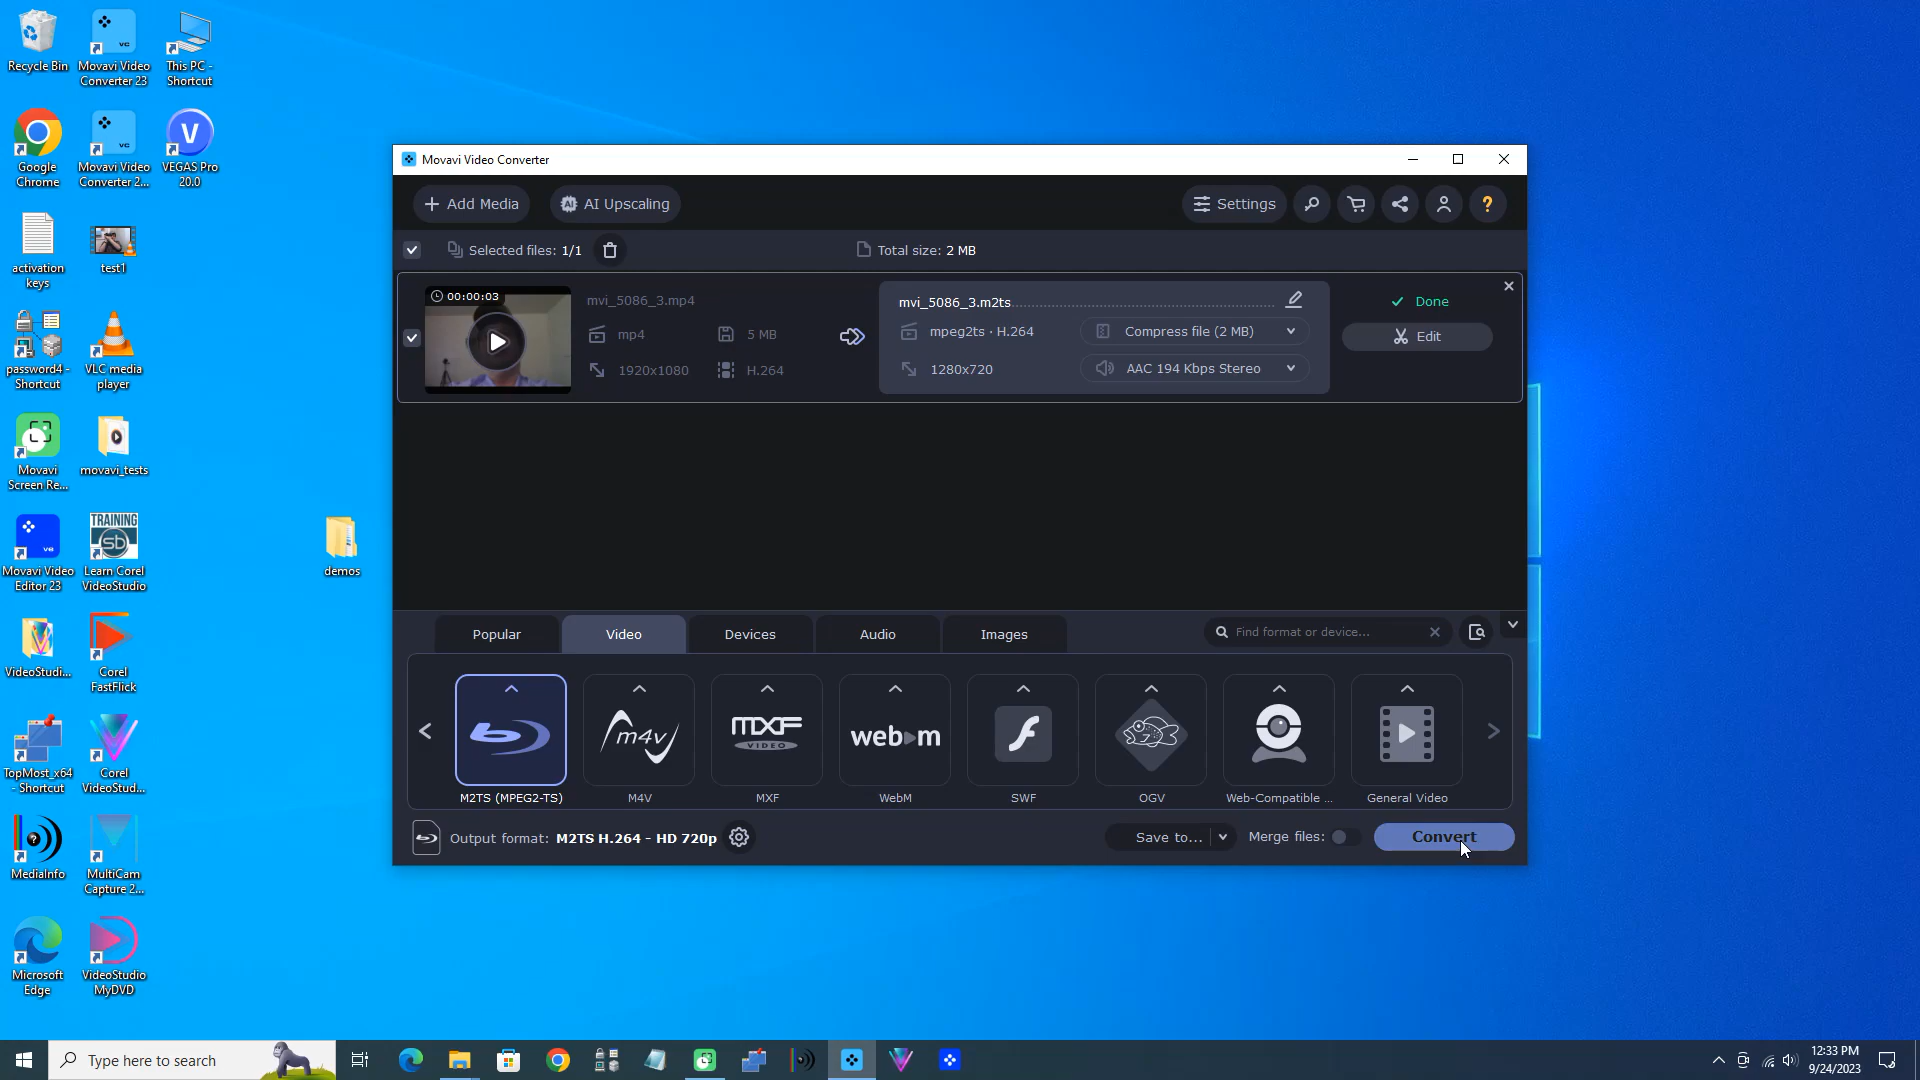 Recycle Bin
Movavi Video
Converter 23
This PC -
Shortcut
Google
Chrome
Movavi Video
Converter 2...
VEGAS Pro
20.0
activation
keys
test1
password4 -
Shortcut
VLC media
player
Movavi
Screen Re...
movavi_tests
Movavi Video
Editor 23
TRAINING
sb
Learn Corel
VideoStudio
demos
VideoStudi...
Corel
FastFlick
TopMost_x64
- Shortcut
Corel
VideoStud...
MediaInfo
MultiCam
Capture 2...
Microsoft
Edge
VideoStudio
MyDVD
Movavi Video Converter
Add Media
AI Upscaling
Settings
Selected files: 1/1
Total size: 2 MB
00:00:03
mvi_5086_3.mp4
mp4
5 MB
1920x1080
H.264
mvi_5086_3.m2ts
mpeg2ts · H.264
Compress file (2 MB)
1280x720
AAC 194 Kbps Stereo
Done
Edit
Popular
Video
Devices
Audio
Images
Find format or device...
m4v
MXF
VIDEO
webm
M2TS (MPEG2-TS)
M4V
MXF
WebM
SWF
OGV
Web-Compatible ...
General Video
Output format: M2TS H.264 - HD 720p
Save to...
Merge files:
Convert
Type here to search
12:33 PM
9/24/2023